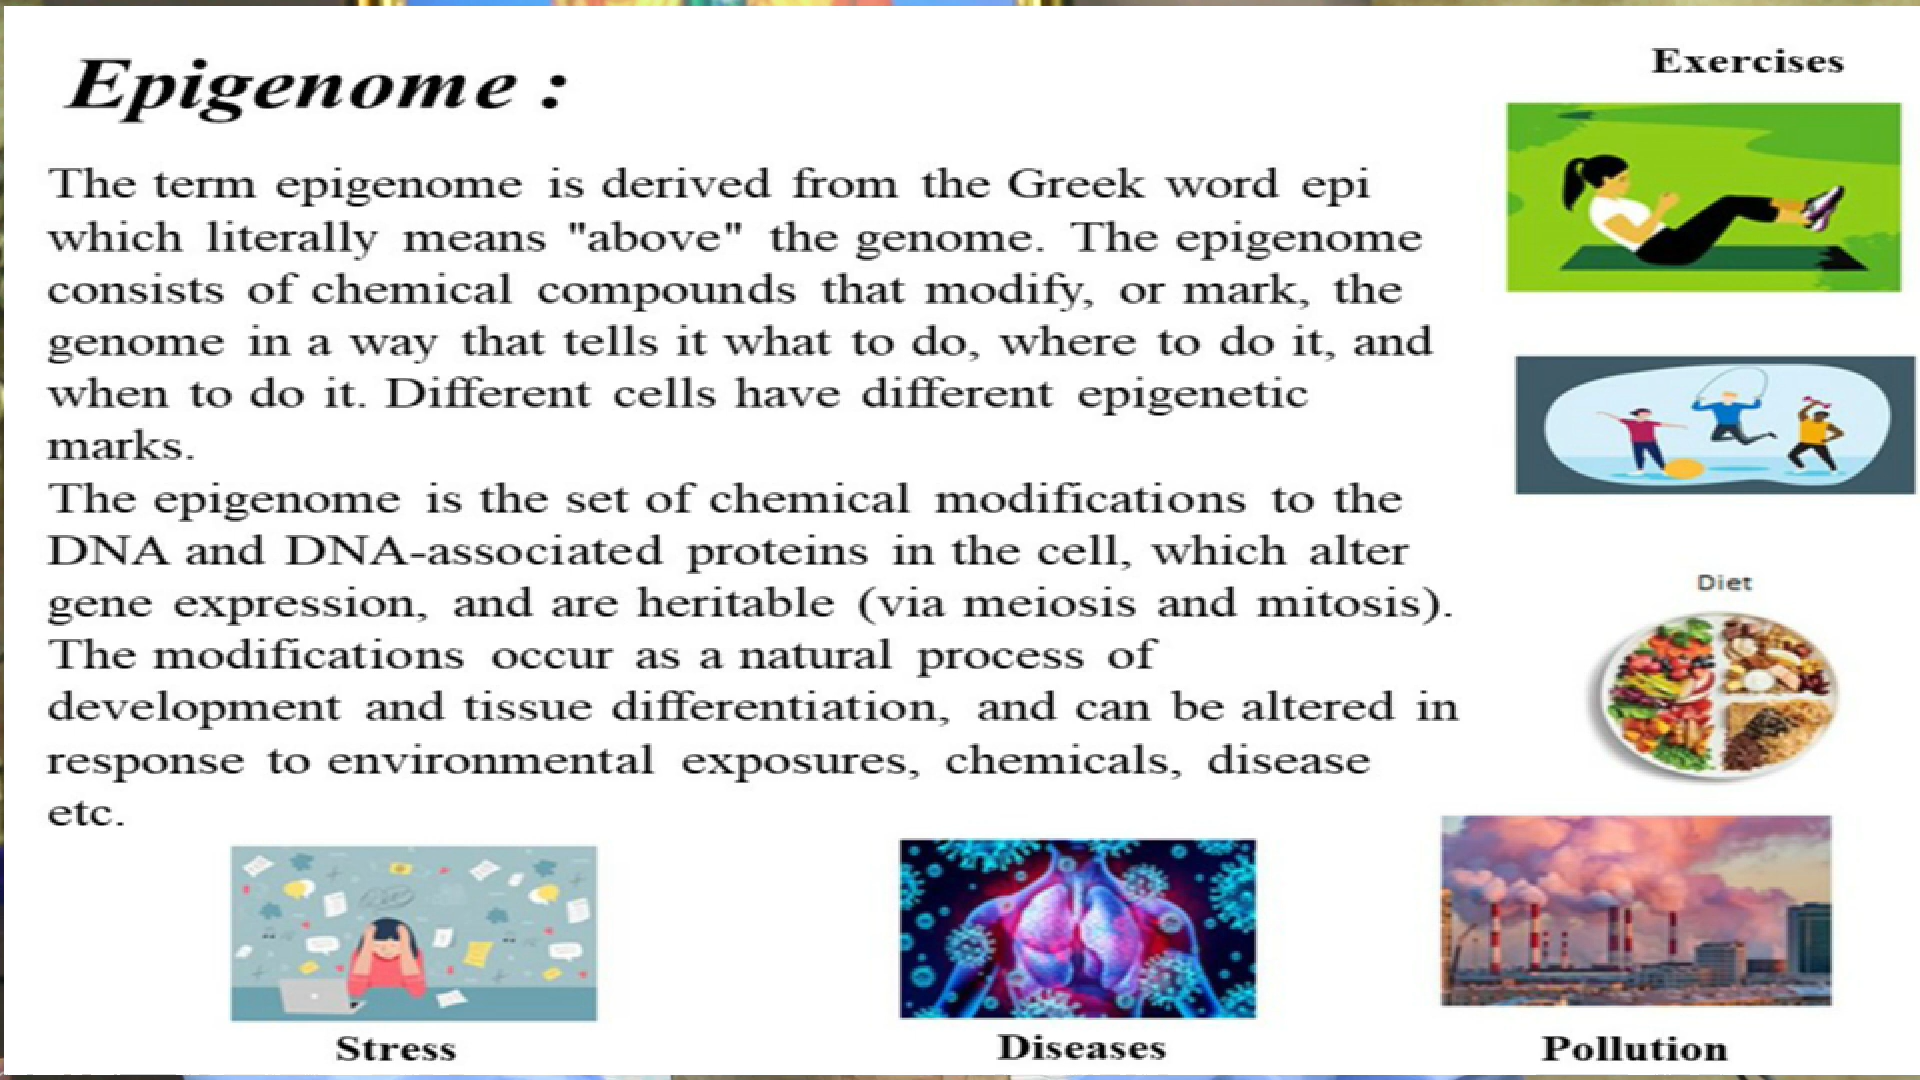 Epigenome :
Exercises
The term epigenome is derived from the Greek word epi
which literally means "above" the genome. The epigenome
consists of chemical compounds that modify, or mark, the
genome in a way that tells it what to do, where to do it, and
when to do it. Different cells have different epigenetic
marks.
The epigenome is the set of chemical modifications to the
DNA and DNA-associated proteins in the cell, which alter
gene expression, and are heritable (via meiosis and mitosis).
The modifications occur as a natural process of
development and tissue differentiation, and can be altered in
response to environmental exposures, chemicals, disease
etc.
Diet
Stress
Diseases
Pollution